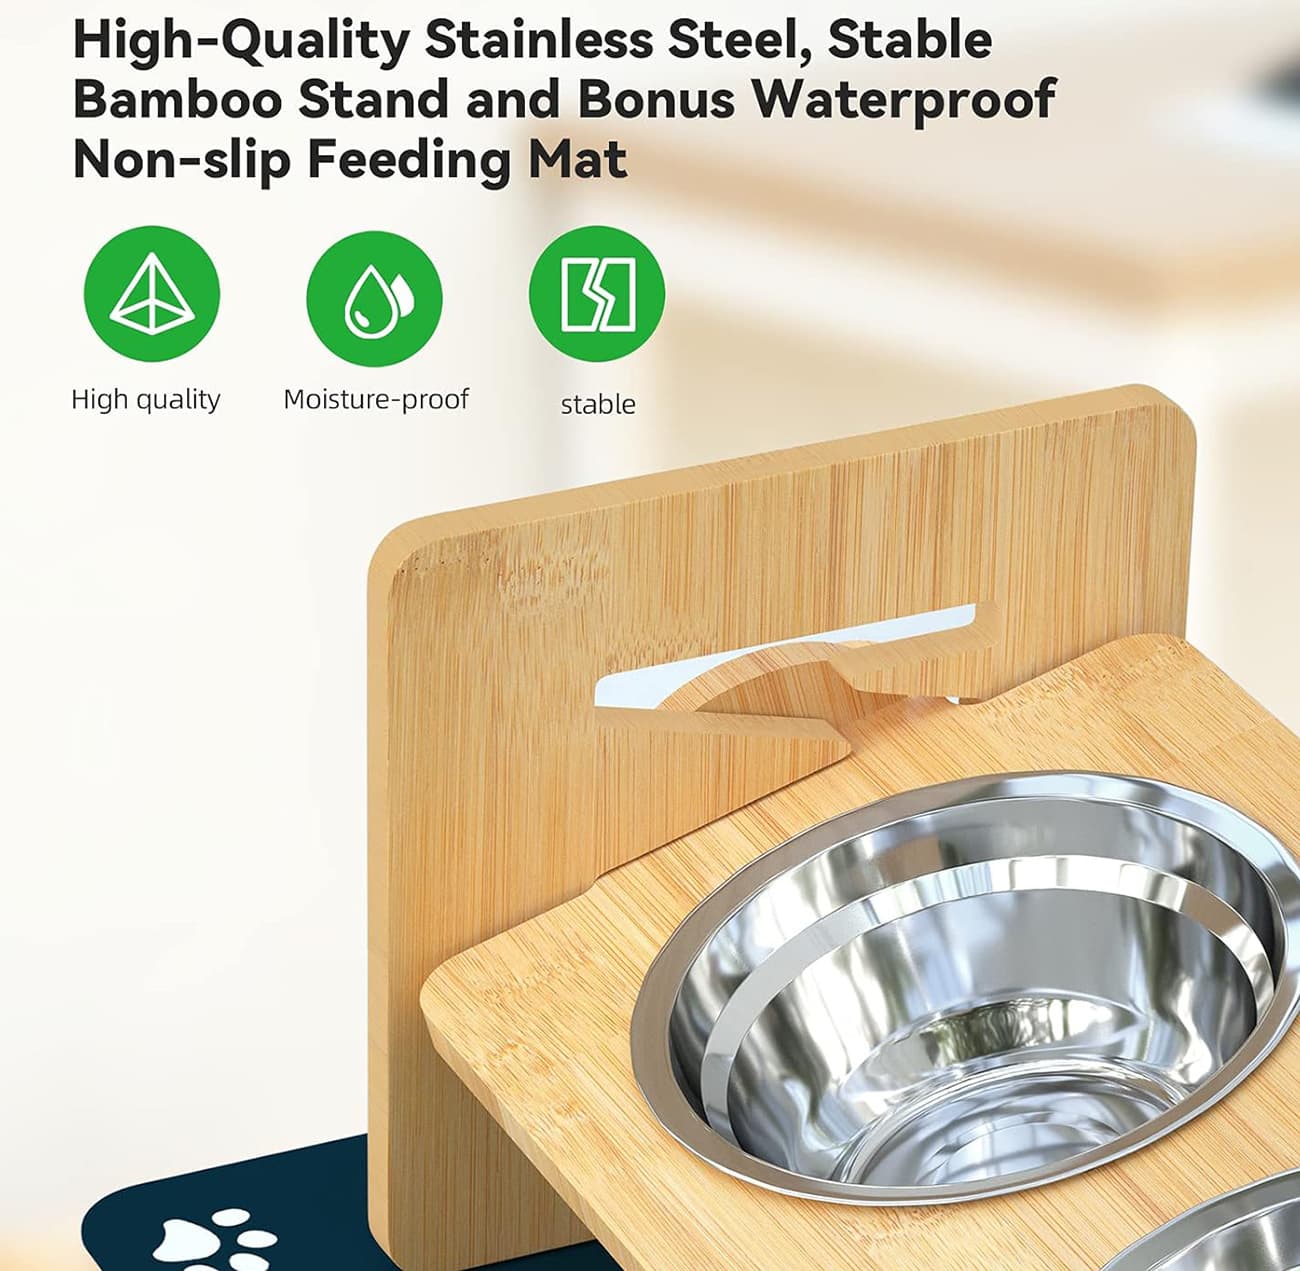 High-Quality Stainless Steel, Stable
Bamboo Stand and Bonus Waterproof
Non-slip Feeding Mat
High quality
Moisture-proof
stable